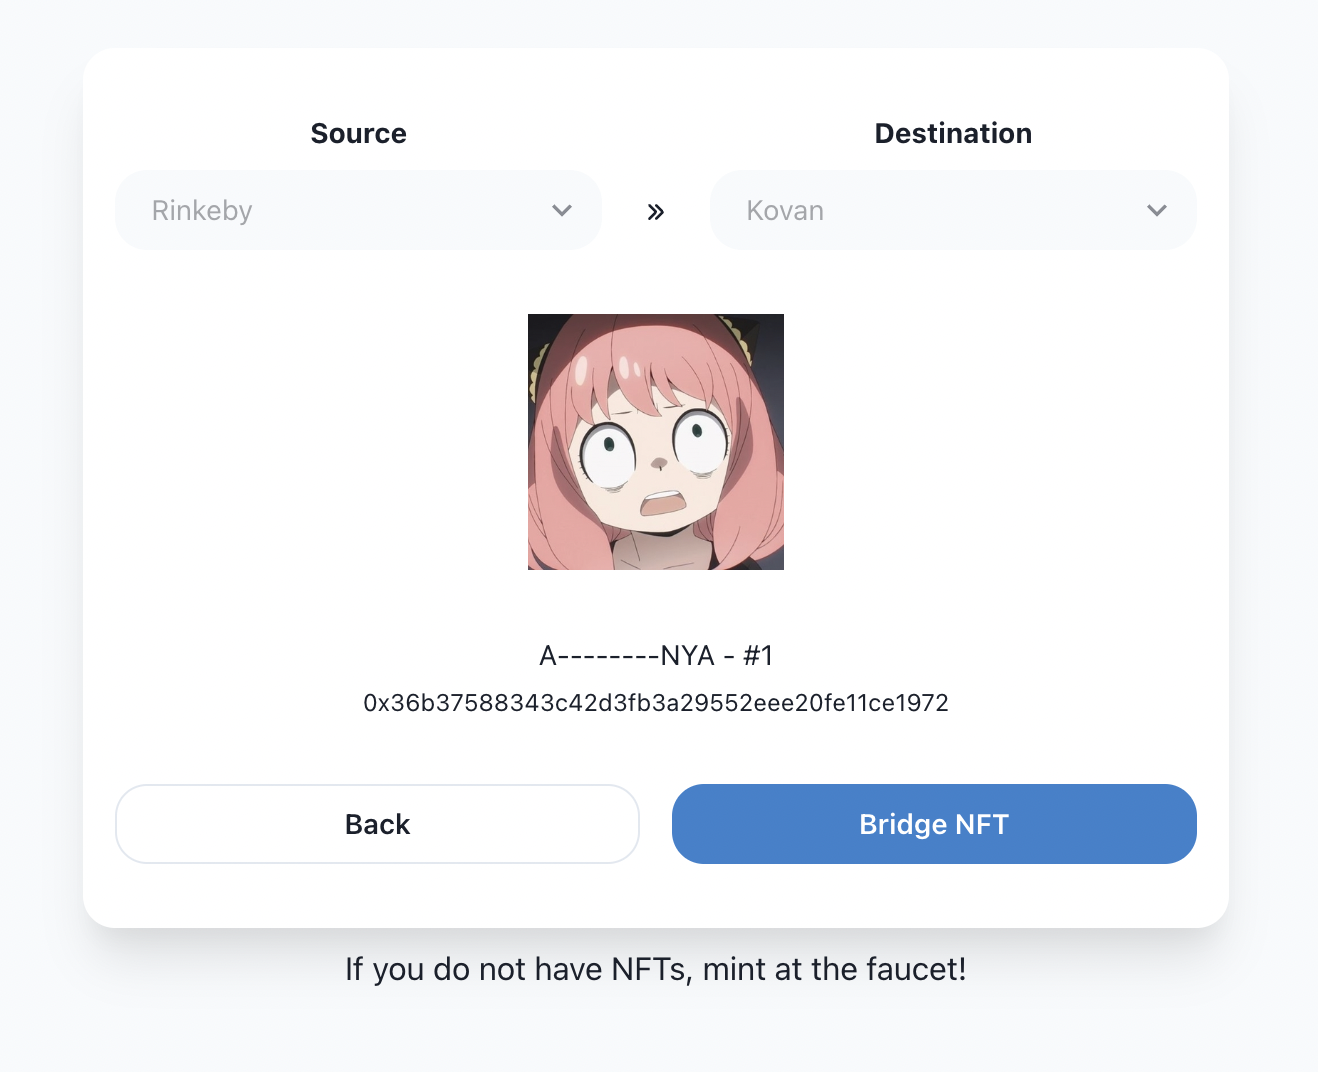 Source
Destination
Rinkeby
»
Kovan
A--------NYA - #1
0x36b37588343c42d3fb3a29552eee20fe11ce1972
Back
Bridge NFT
If you do not have NFTs, mint at the faucet!